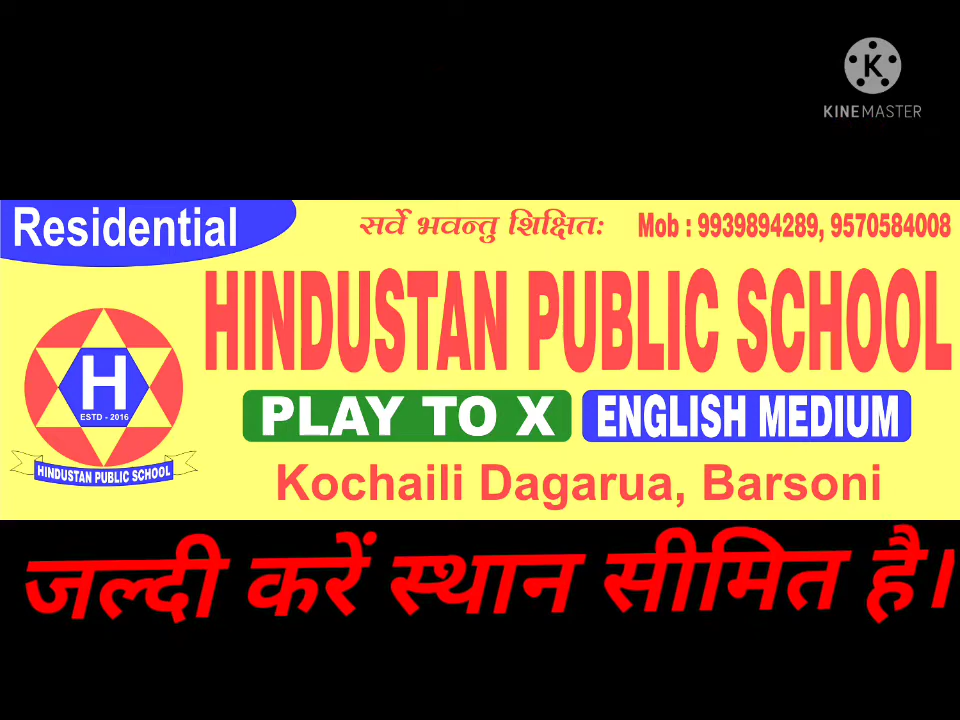 K
KINEMASTER
Residential
सर्वे भवन्तु शिक्षितः
Mob : 9939894289, 9570584008
HINDUSTAN PUBLIC SCHOOL
H
ESTD - 2016
HINDUSTAN PUBLIC SCHOOL
PLAY TO X
ENGLISH MEDIUM
Kochaili Dagarua, Barsoni
जल्दी करें स्थान सीमित है।